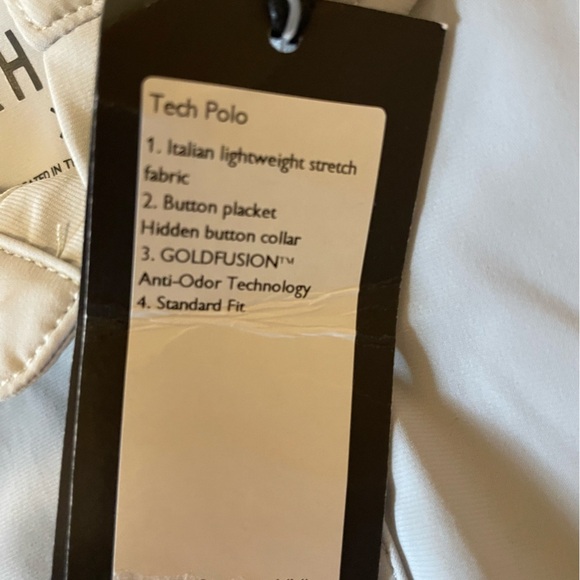 Tech Polo
1. Italian lightweight stretch
fabric
2. Button placket
Hidden button collar
3. GOLDFUSION™
Anti-Odor Technology
4. Standard Fit